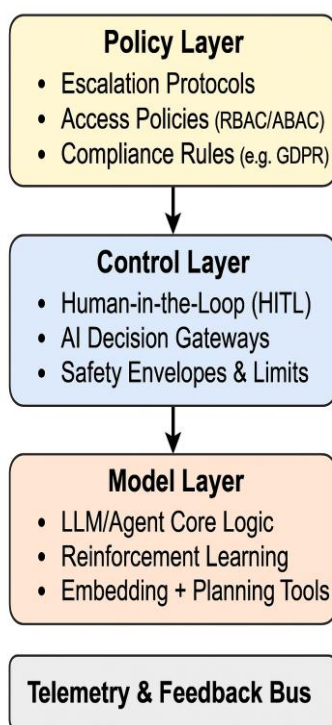 Policy Layer
• Escalation Protocols
• Access Policies (RBAC/ABAC)
• Compliance Rules (e.g. GDPR)
Control Layer
• Human-in-the-Loop (HITL)
• AI Decision Gateways
• Safety Envelopes & Limits
Model Layer
• LLM/Agent Core Logic
• Reinforcement Learning
• Embedding + Planning Tools
Telemetry & Feedback Bus